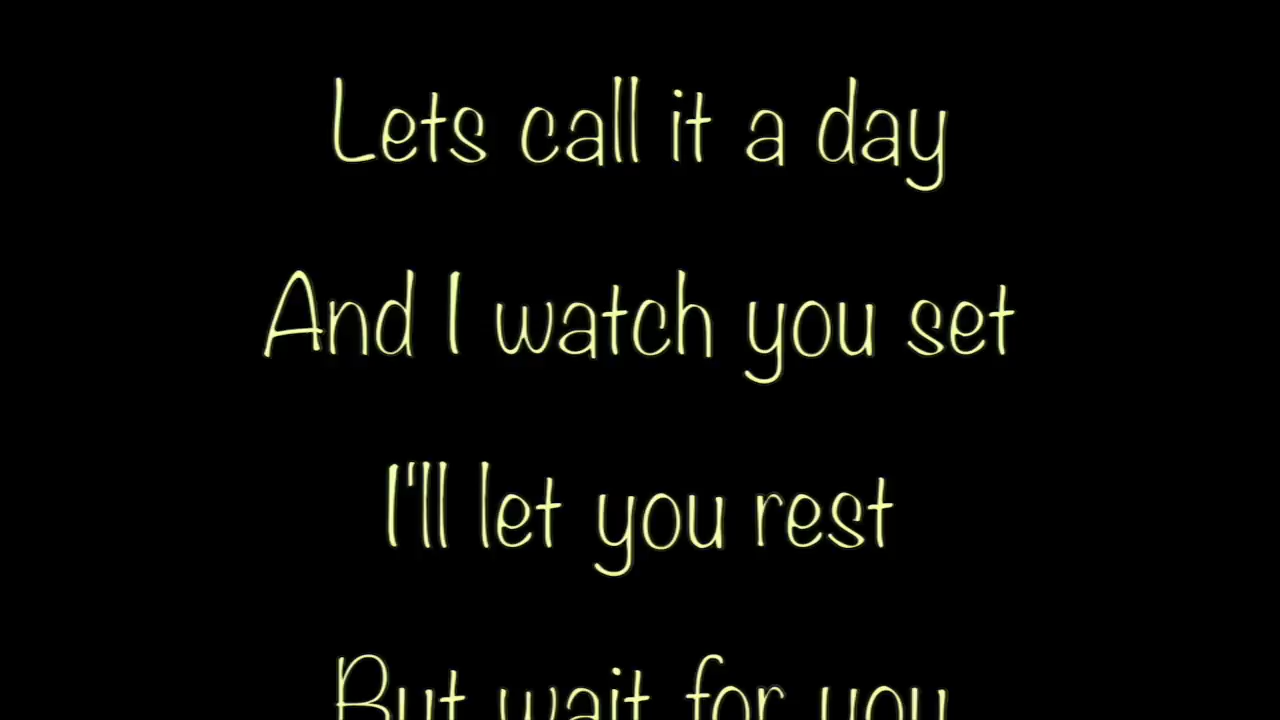 Lets call it a day
And I watch you set
I'll let you rest
But wait for you